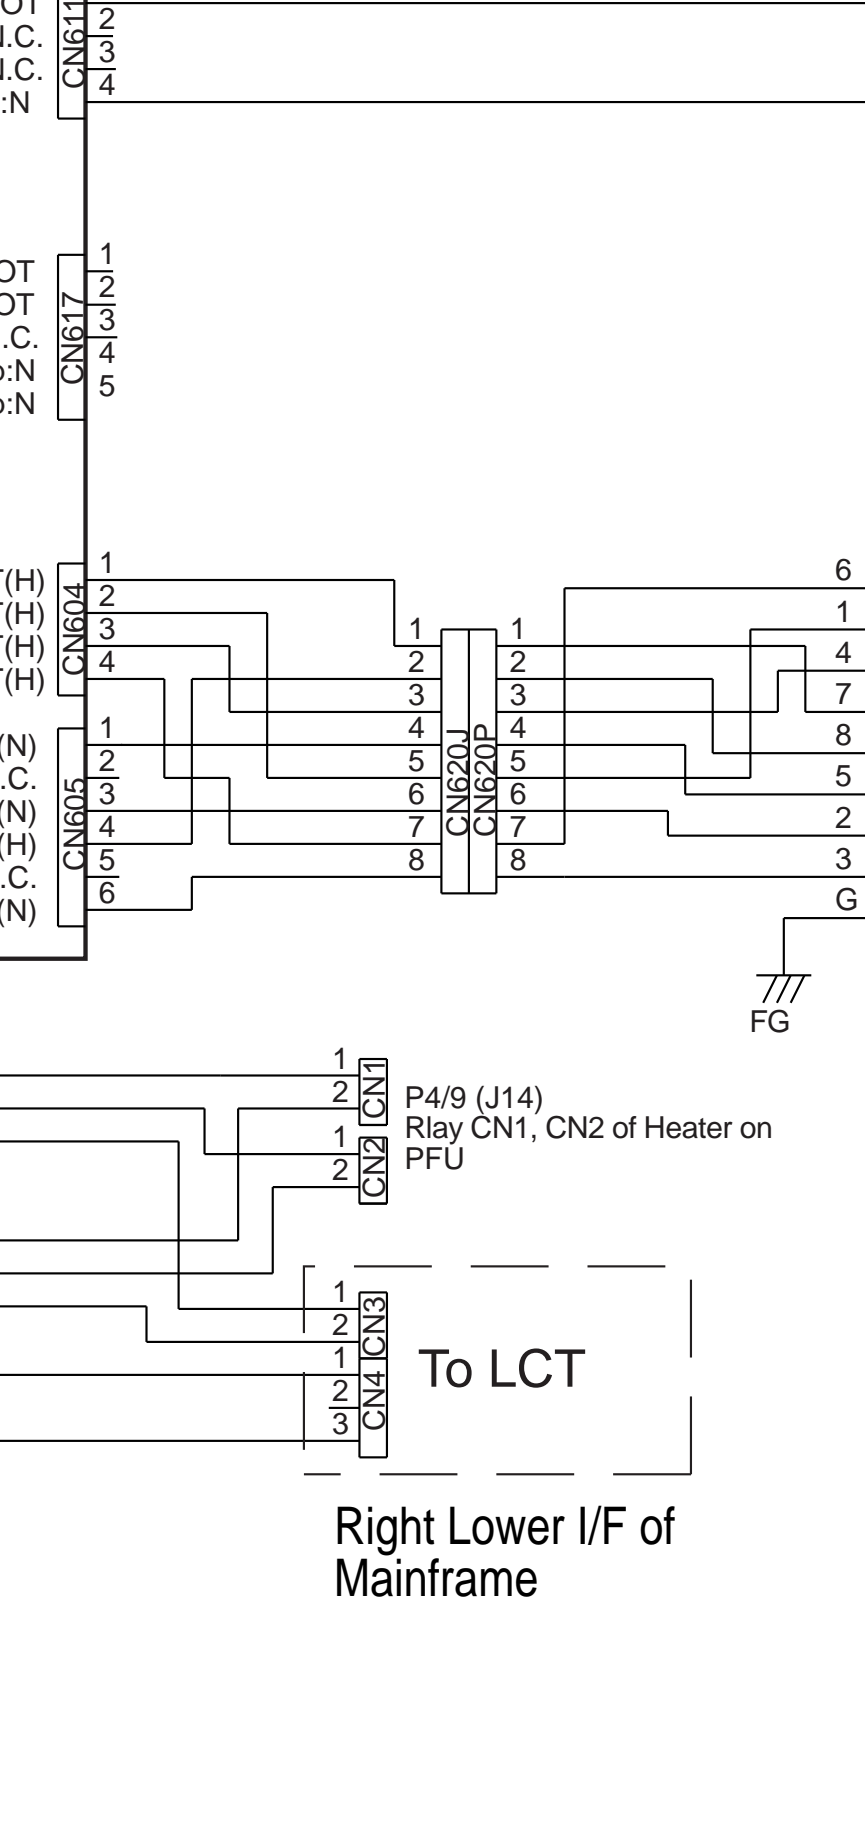 OT
N.C.
N.C.
:N
CN611
2
3
4
OT
OT
.C.
o:N
o:N
CN617
1
2
3
4
5
T(H)
T(H)
T(H)
T(H)
CN604
1
2
3
4
(N)
.C.
(N)
(H)
.C.
(N)
CN605
1
2
3
4
5
6
1
2
3
4
5
6
7
8
CN620J
CN620P
1
2
3
4
5
6
7
8
6
1
4
7
8
5
2
3
G
FG
1
2
CN1
1
2
CN2
P4/9 (J14)
Rlay CN1, CN2 of Heater on
PFU
1
2
CN3
1
2
3
CN4
To LCT
Right Lower I/F of
Mainframe